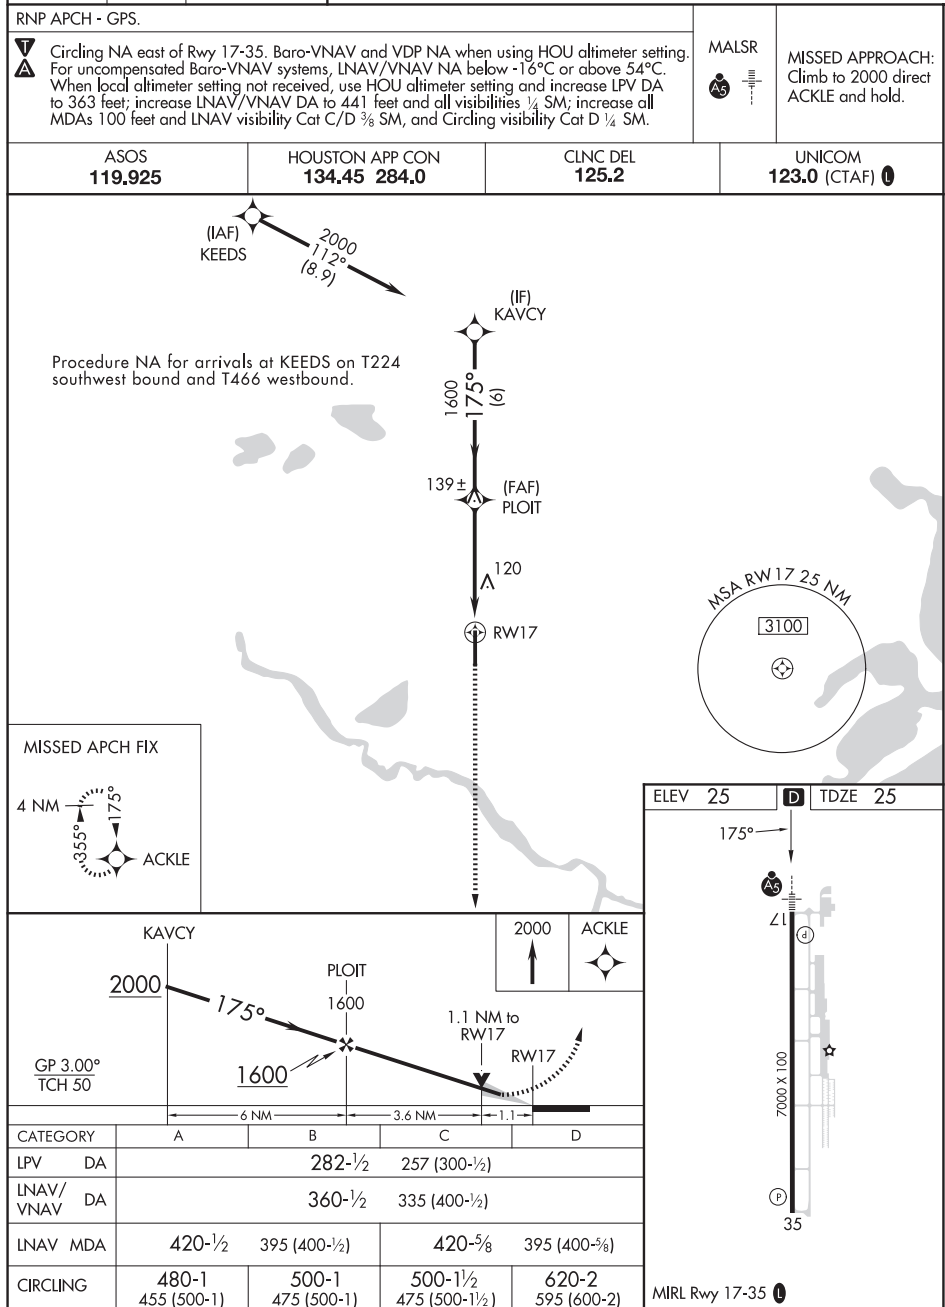 RNP APCH - GPS.
T
A
Circling NA east of Rwy 17-35. Baro-VNAV and VDP NA when using HOU altimeter setting.
For uncompensated Baro-VNAV systems, LNAV/VNAV NA below -16°C or above 54°C.
When local altimeter setting not received, use HOU altimeter setting and increase LPV DA
to 363 feet; increase LNAV/VNAV DA to 441 feet and all visibilities ¼ SM; increase all
MDAs 100 feet and LNAV visibility Cat C/D ⅜ SM, and Circling visibility Cat D ¼ SM.
MALSR
A5
MISSED APPROACH:
Climb to 2000 direct
ACKLE and hold.
ASOS
119.925
HOUSTON APP CON
134.45 284.0
CLNC DEL
125.2
UNICOM
123.0 (CTAF) L
(IAF)
KEEDS
2000
112°
(8.9)
(IF)
KAVCY
Procedure NA for arrivals at KEEDS on T224
southwest bound and T466 westbound.
1600
175°
(6)
139±
(FAF)
PLOIT
120
RW17
MSA RW17 25 NM
3100
MISSED APCH FIX
4 NM
175°
355°
ACKLE
ELEV 25
D
TDZE 25
175°
A5
17
P
7000 X 100
P
35
MIRL Rwy 17-35 L
KAVCY
2000
175°
PLOIT
1600
1600
2000
ACKLE
1.1 NM to
RW17
RW17
GP 3.00°
TCH 50
6 NM
3.6 NM
1.1
CATEGORY A B C D
LPV DA 282-½ 257 (300-½)
LNAV/
VNAV DA 360-½ 335 (400-½)
LNAV MDA 420-½ 395 (400-½) 420-⅝ 395 (400-⅝)
CIRCLING 480-1 500-1 500-1½ 620-2
455 (500-1) 475 (500-1) 475 (500-1½) 595 (600-2)